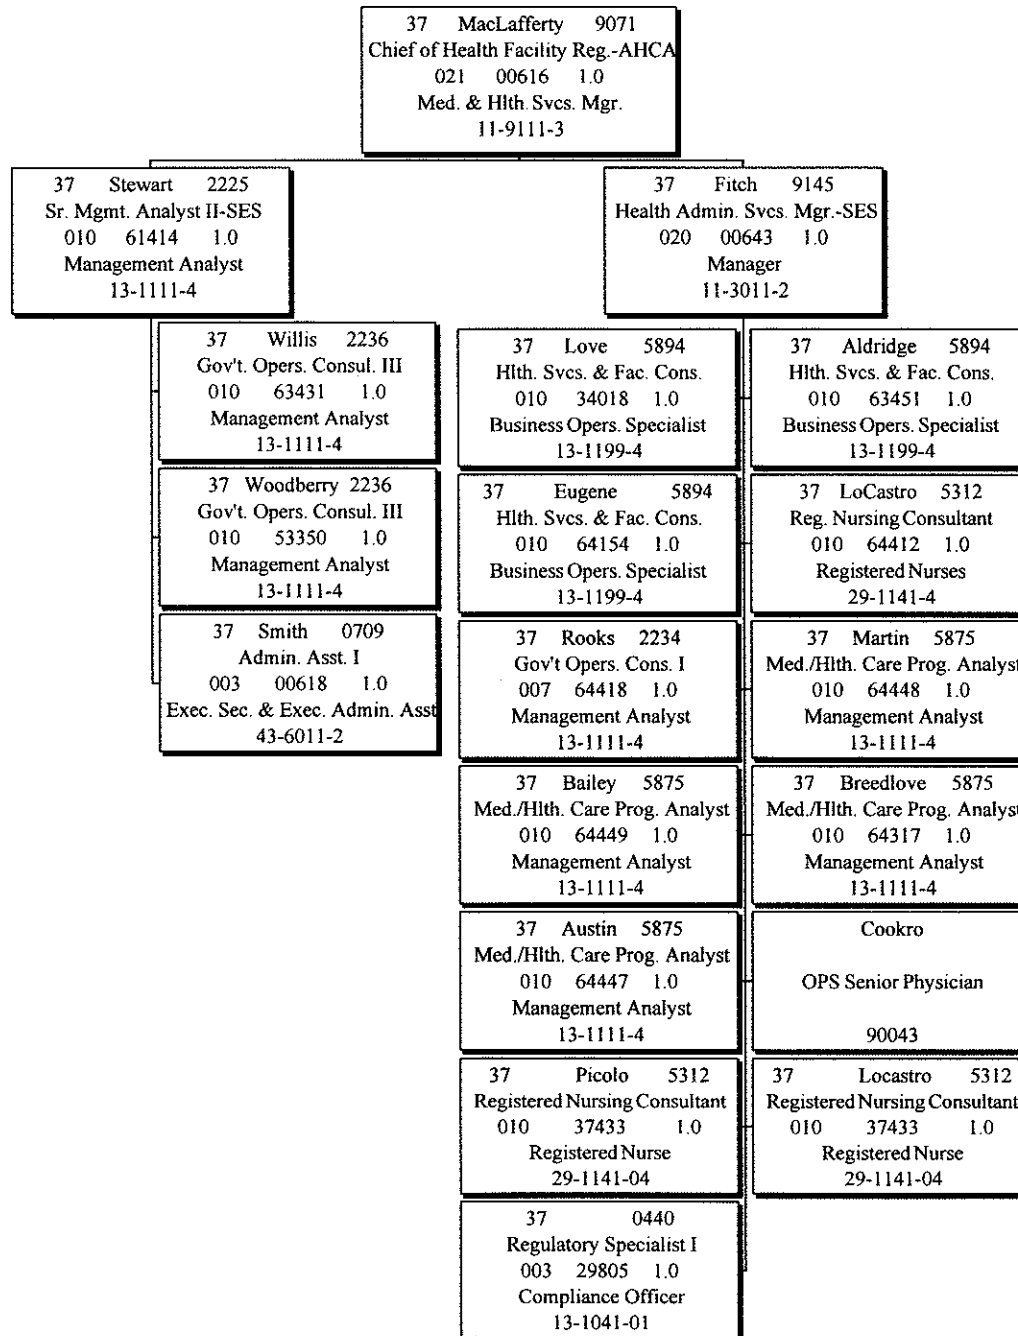 37 MacLafferty 9071
Chief of Health Facility Reg.-AHCA
021 00616 1.0
Med. & Hlth. Svcs. Mgr.
11-9111-3
37 Stewart 2225
Sr. Mgmt. Analyst II-SES
010 61414 1.0
Management Analyst
13-1111-4
37 Fitch 9145
Health Admin. Svcs. Mgr.-SES
020 00643 1.0
Manager
11-3011-2
37 Willis 2236
Gov't. Opers. Consul. III
010 63431 1.0
Management Analyst
13-1111-4
37 Woodberry 2236
Gov't. Opers. Consul. III
010 53350 1.0
Management Analyst
13-1111-4
37 Smith 0709
Admin. Asst. I
003 00618 1.0
Exec. Sec. & Exec. Admin. Asst
43-6011-2
37 Love 5894
Hlth. Svcs. & Fac. Cons.
010 34018 1.0
Business Opers. Specialist
13-1199-4
37 Aldridge 5894
Hlth. Svcs. & Fac. Cons.
010 63451 1.0
Business Opers. Specialist
13-1199-4
37 Eugene 5894
Hlth. Svcs. & Fac. Cons.
010 64154 1.0
Business Opers. Specialist
13-1199-4
37 LoCastro 5312
Reg. Nursing Consultant
010 64412 1.0
Registered Nurses
29-1141-4
37 Rooks 2234
Gov't Opers. Cons. I
007 64418 1.0
Management Analyst
13-1111-4
37 Martin 5875
Med./Hlth. Care Prog. Analyst
010 64448 1.0
Management Analyst
13-1111-4
37 Bailey 5875
Med./Hlth. Care Prog. Analyst
010 64449 1.0
Management Analyst
13-1111-4
37 Breedlove 5875
Med./Hlth. Care Prog. Analyst
010 64317 1.0
Management Analyst
13-1111-4
37 Austin 5875
Med./Hlth. Care Prog. Analyst
010 64447 1.0
Management Analyst
13-1111-4
Cookro
OPS Senior Physician
90043
37 Picolo 5312
Registered Nursing Consultant
010 37433 1.0
Registered Nurse
29-1141-04
37 Locastro 5312
Registered Nursing Consultant
010 37433 1.0
Registered Nurse
29-1141-04
37 0440
Regulatory Specialist I
003 29805 1.0
Compliance Officer
13-1041-01